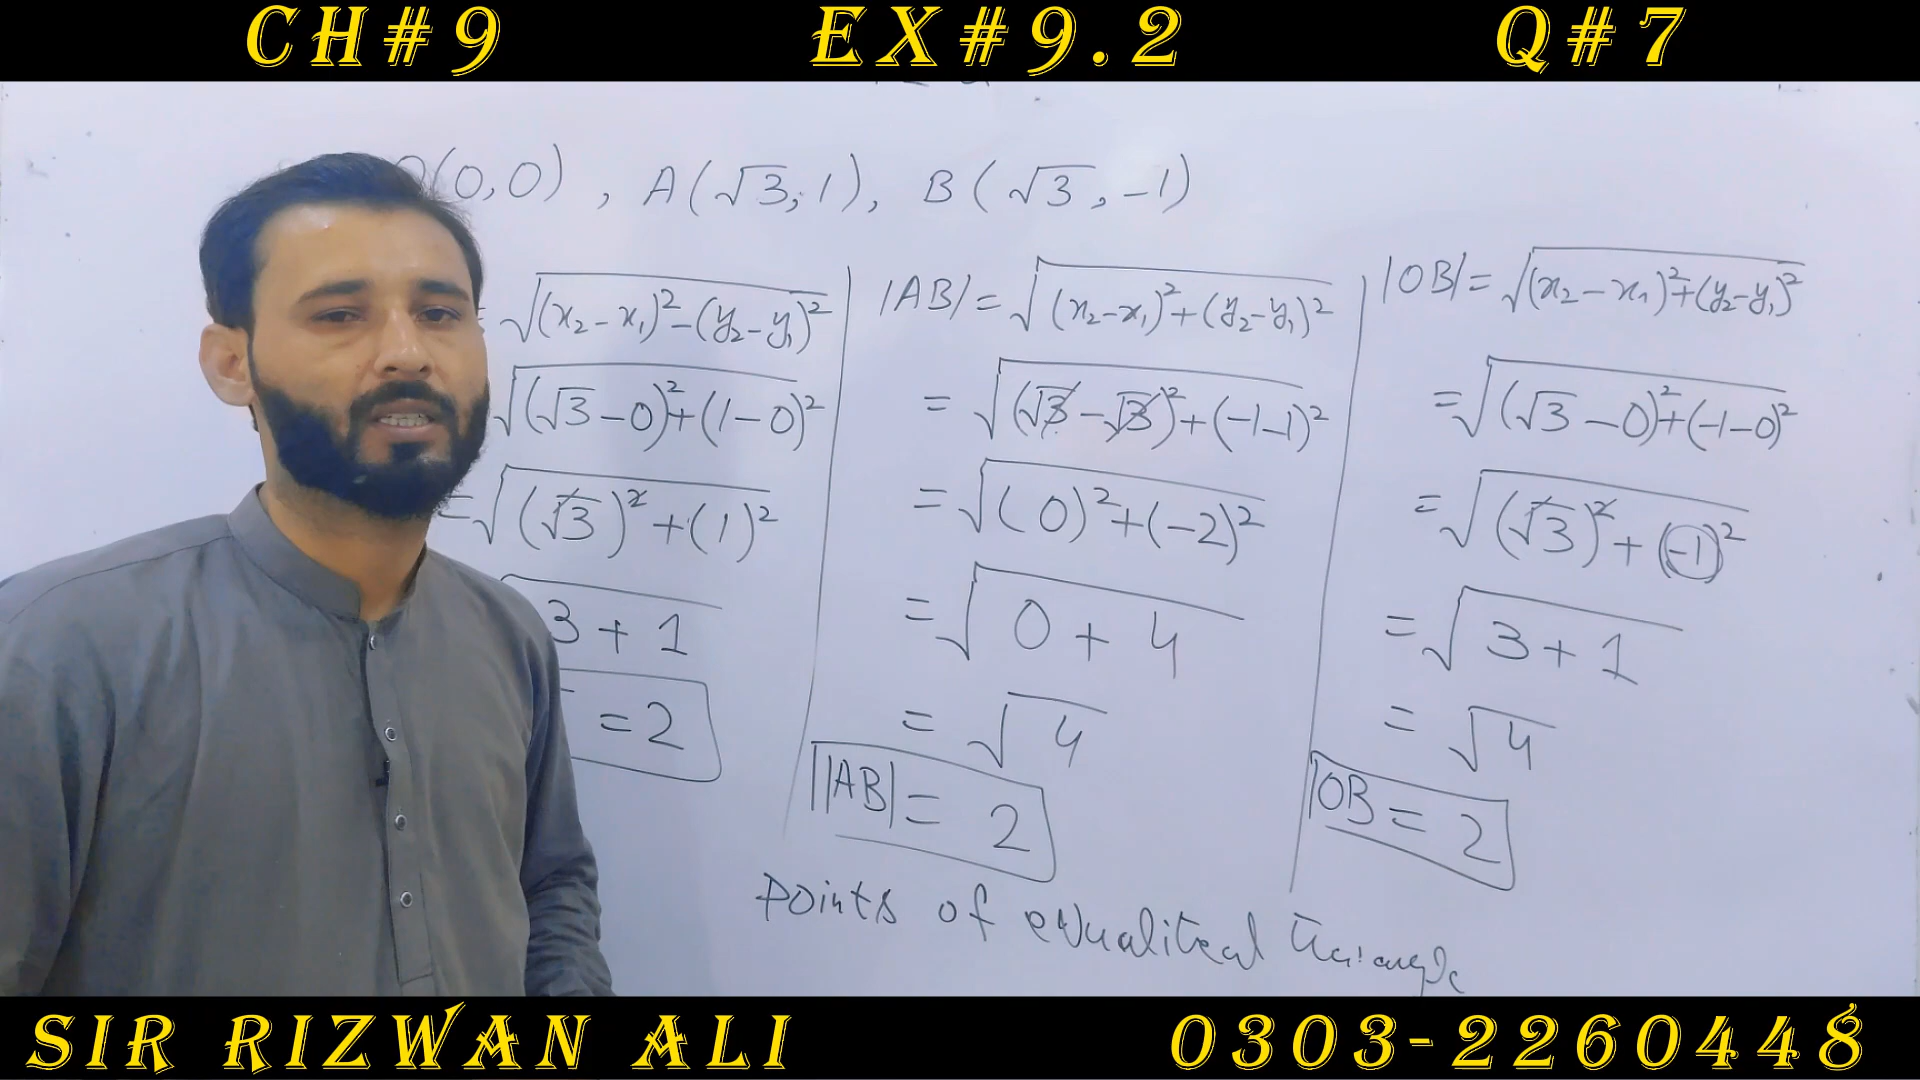 CH#9 EX#9.2 Q#7
O(0,0), A(√3,1), B(√3,-1)
= √(x₂-x₁)²-(y₂-y₁)²
√(√3-0)²+(1-0)²
=√(√3)²+(1)²
3+1
=2
|AB|= √(x₂-x₁)²+(y₂-y₁)²
= √(√3-√3)²+(-1-1)²
= √(0)²+(-2)²
= √0+4
= √4
|AB|= 2
|OB|= √(x₂-x₁)²+(y₂-y₁)²
=√(√3-0)²+(-1-0)²
=√(√3)²+(-1)²
=√3+1
= √4
|OB = 2
Points of equaliteal triangle
SIR RIZWAN ALI 0303-2260448